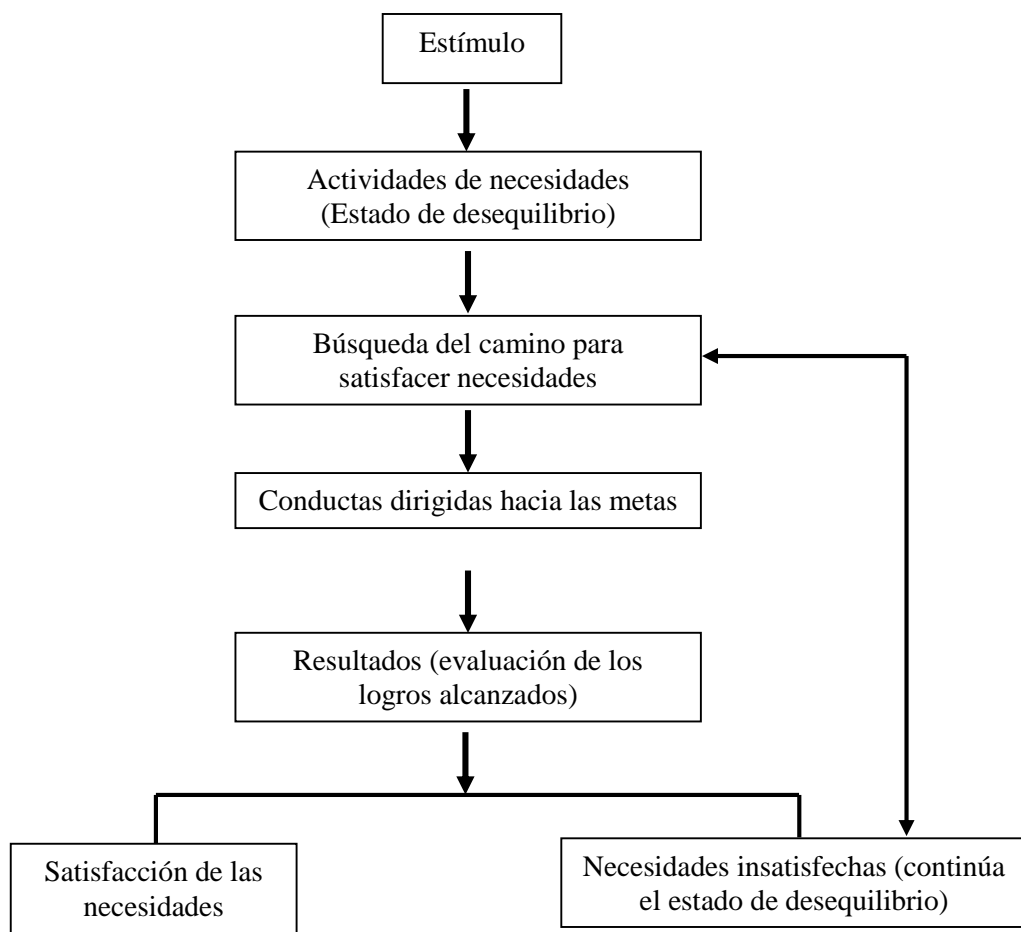 Estímulo
Actividades de necesidades
(Estado de desequilibrio)
Búsqueda del camino para
satisfacer necesidades
Conductas dirigidas hacia las metas
Resultados (evaluación de los
logros alcanzados)
Satisfacción de las
necesidades
Necesidades insatisfechas (continúa
el estado de desequilibrio)